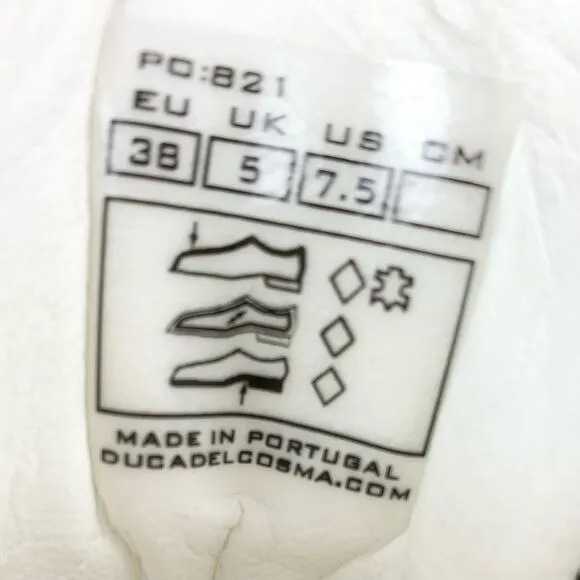 PO:821
EU UK US CM
38 5 7.5
MADE IN PORTUGAL
DUCADELCOSMA.COM